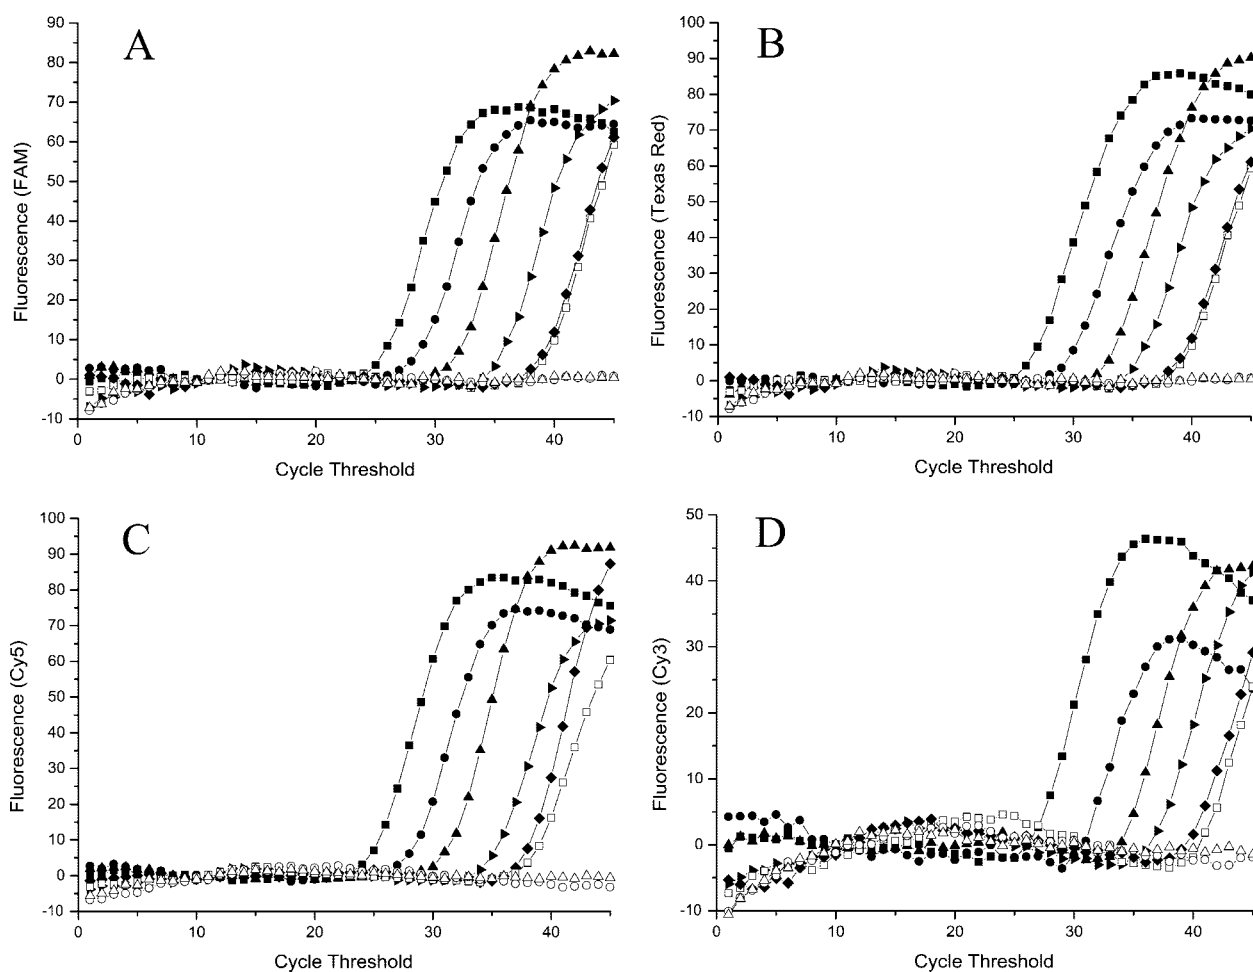 A
Fluorescence (FAM)
90
80
70
60
50
40
30
20
10
0
-10
0 10 20 30 40
Cycle Threshold
B
Fluorescence (Texas Red)
100
90
80
70
60
50
40
30
20
10
0
-10
0 10 20 30 40
Cycle Threshold
C
Fluorescence (Cy5)
100
90
80
70
60
50
40
30
20
10
0
-10
0 10 20 30 40
Cycle Threshold
D
Fluorescence (Cy3)
50
40
30
20
10
0
-10
0 10 20 30 40
Cycle Threshold